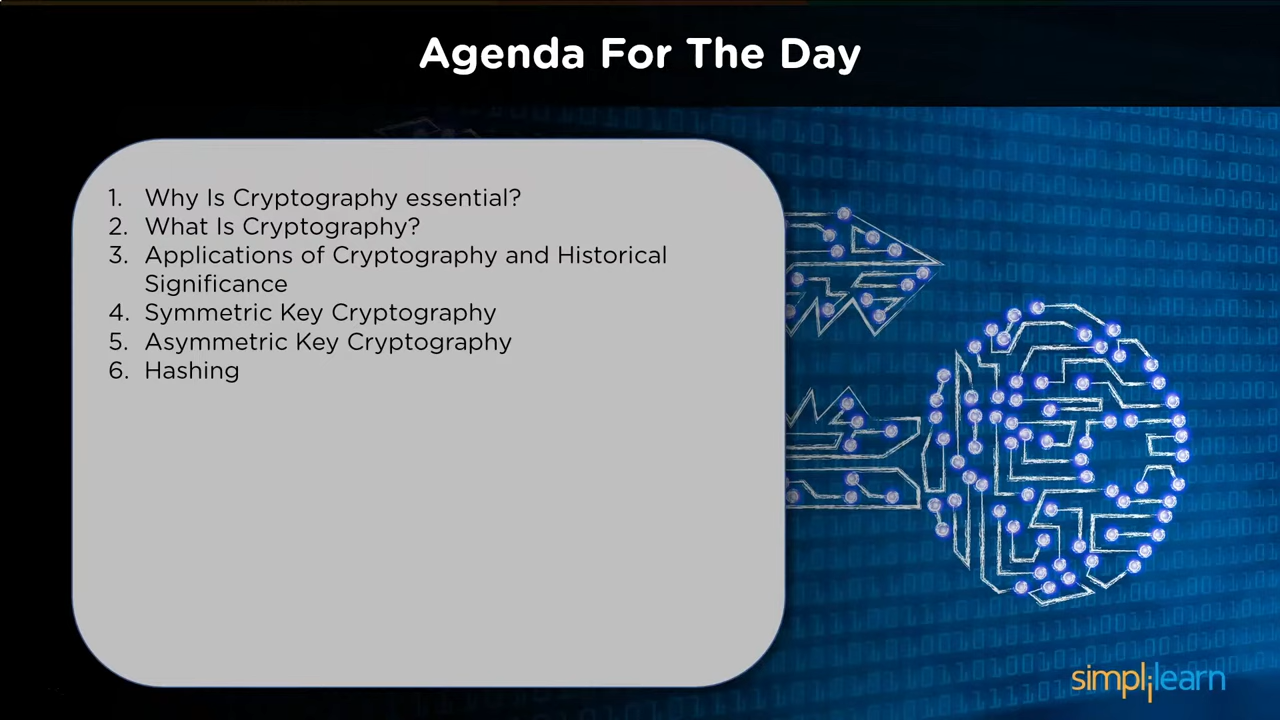 Agenda For The Day
1. Why Is Cryptography essential?
2. What Is Cryptography?
3. Applications of Cryptography and Historical
Significance
4. Symmetric Key Cryptography
5. Asymmetric Key Cryptography
6. Hashing
simplilearn